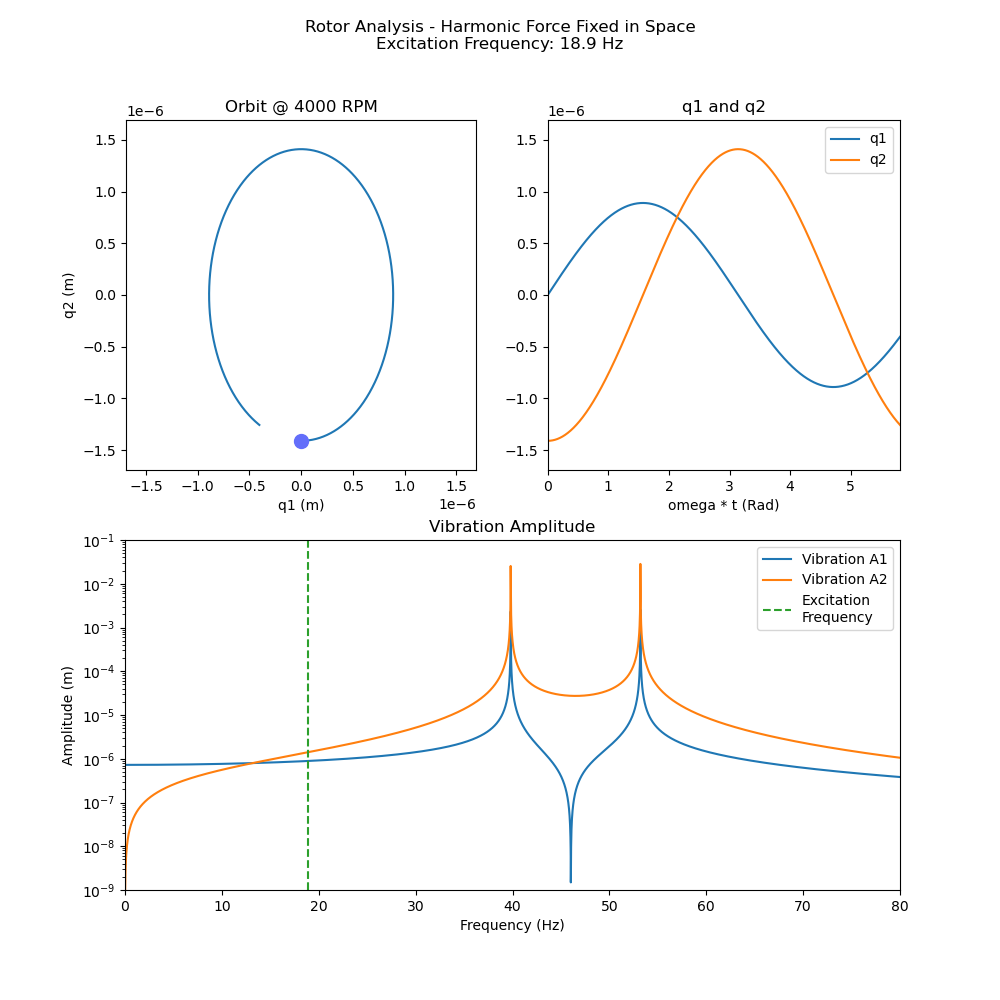 Rotor Analysis - Harmonic Force Fixed in Space
Excitation Frequency: 18.9 Hz
Orbit @ 4000 RPM
1e−6
1.5
1.0
0.5
0.0
−0.5
−1.0
−1.5
q2 (m)
−1.5
−1.0
−0.5
0.0
0.5
1.0
1.5
q1 (m)
1e−6
q1 and q2
1e−6
q1
q2
1.5
1.0
0.5
0.0
−0.5
−1.0
−1.5
0
1
2
3
4
5
omega * t (Rad)
Vibration Amplitude
Vibration A1
Vibration A2
Excitation
Frequency
10⁻¹
10⁻²
10⁻³
10⁻⁴
10⁻⁵
10⁻⁶
10⁻⁷
10⁻⁸
10⁻⁹
Amplitude (m)
0
10
20
30
40
50
60
70
80
Frequency (Hz)